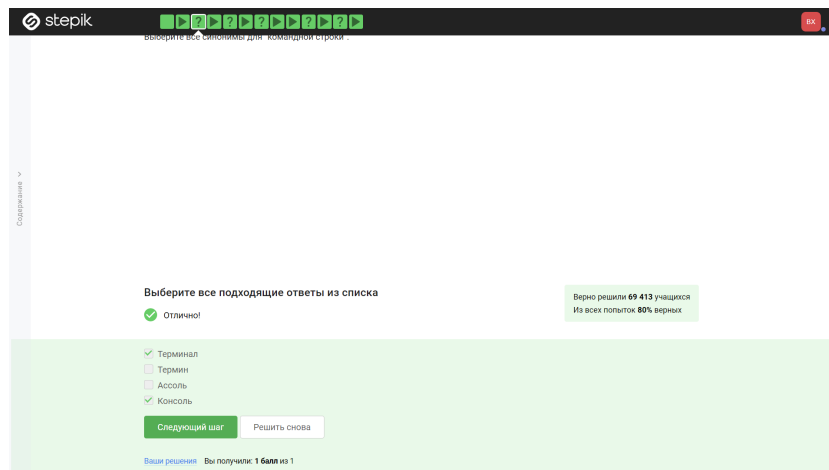 stepik
? ? ? ? ? ?
ВХ
Выберите все синонимы для "командной строки".
Содержание
Выберите все подходящие ответы из списка
Отлично!
Верно решили 69 413 учащихся
Из всех попыток 80% верных
Терминал
Термин
Ассоль
Консоль
Следующий шаг
Решить снова
Ваши решения Вы получили: 1 балл из 1